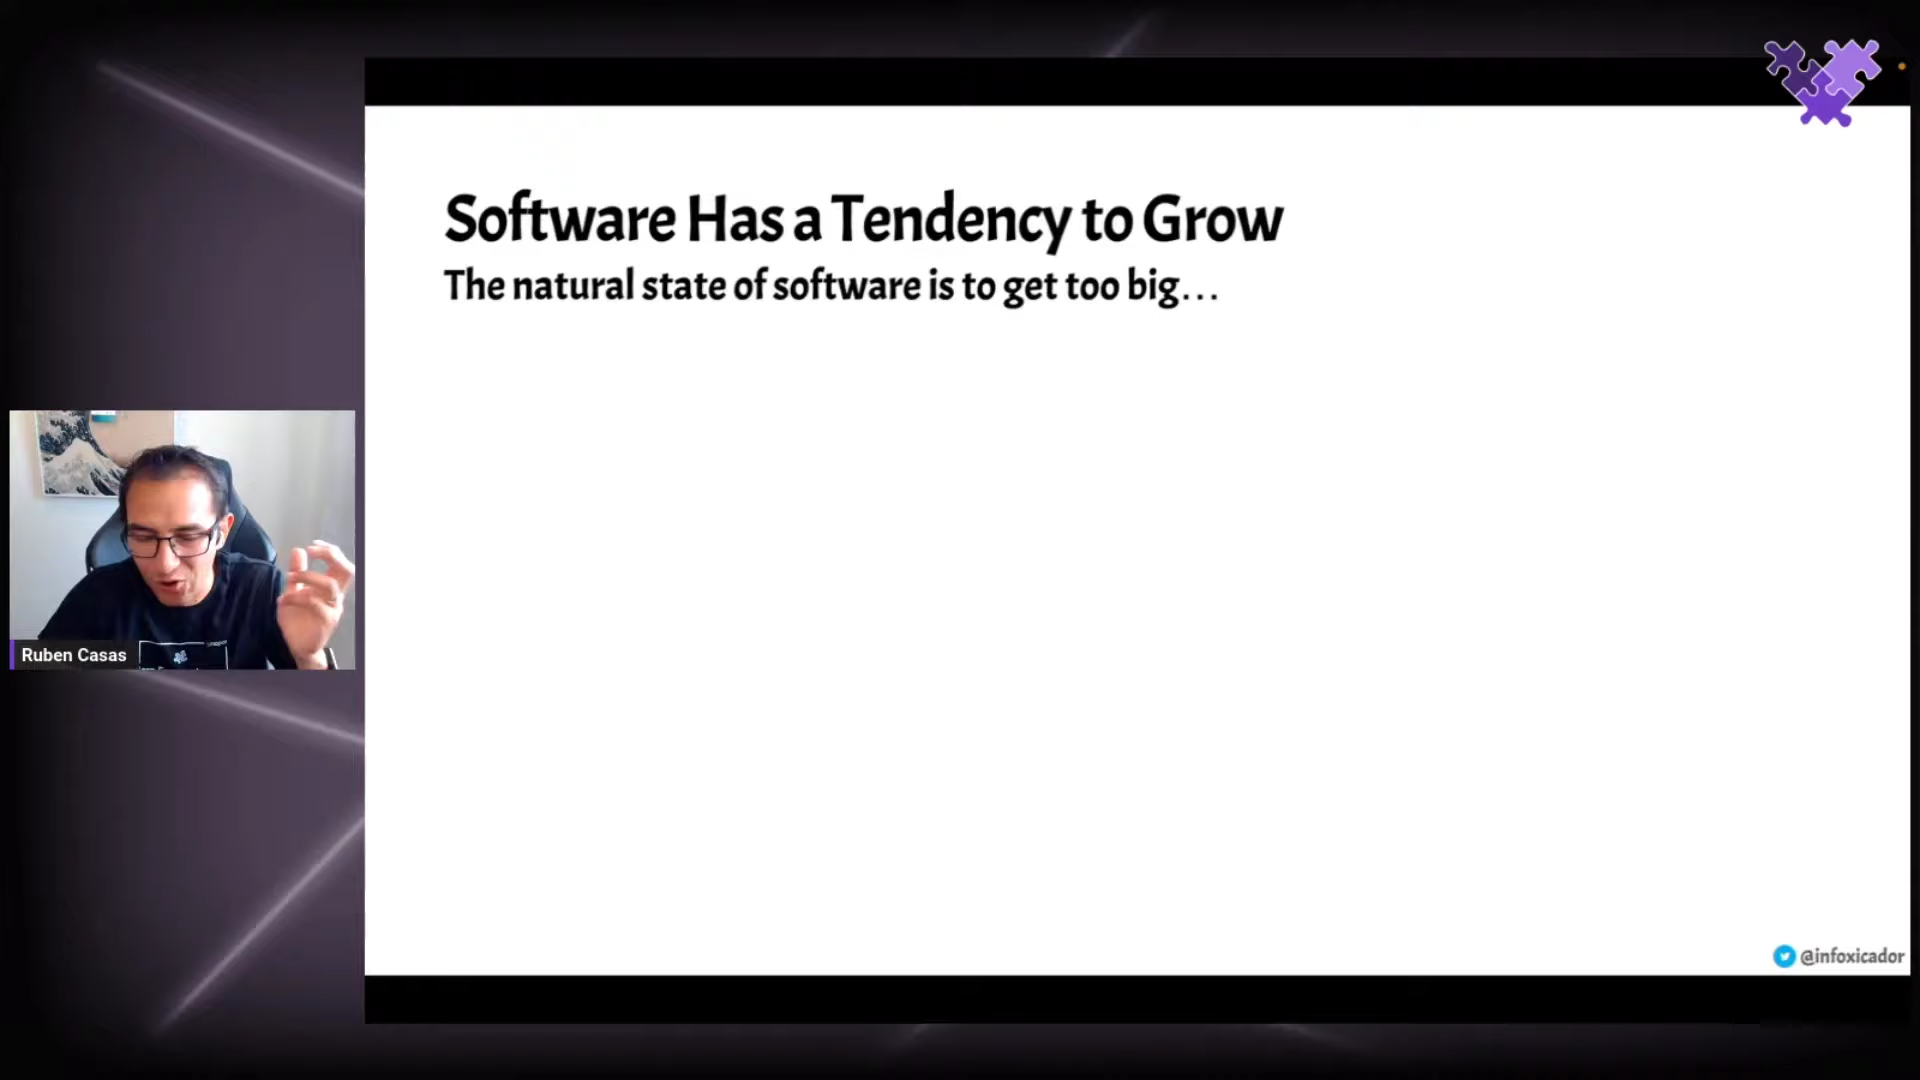 Software Has a Tendency to Grow
The natural state of software is to get too big...
Ruben Casas
@infoxicador